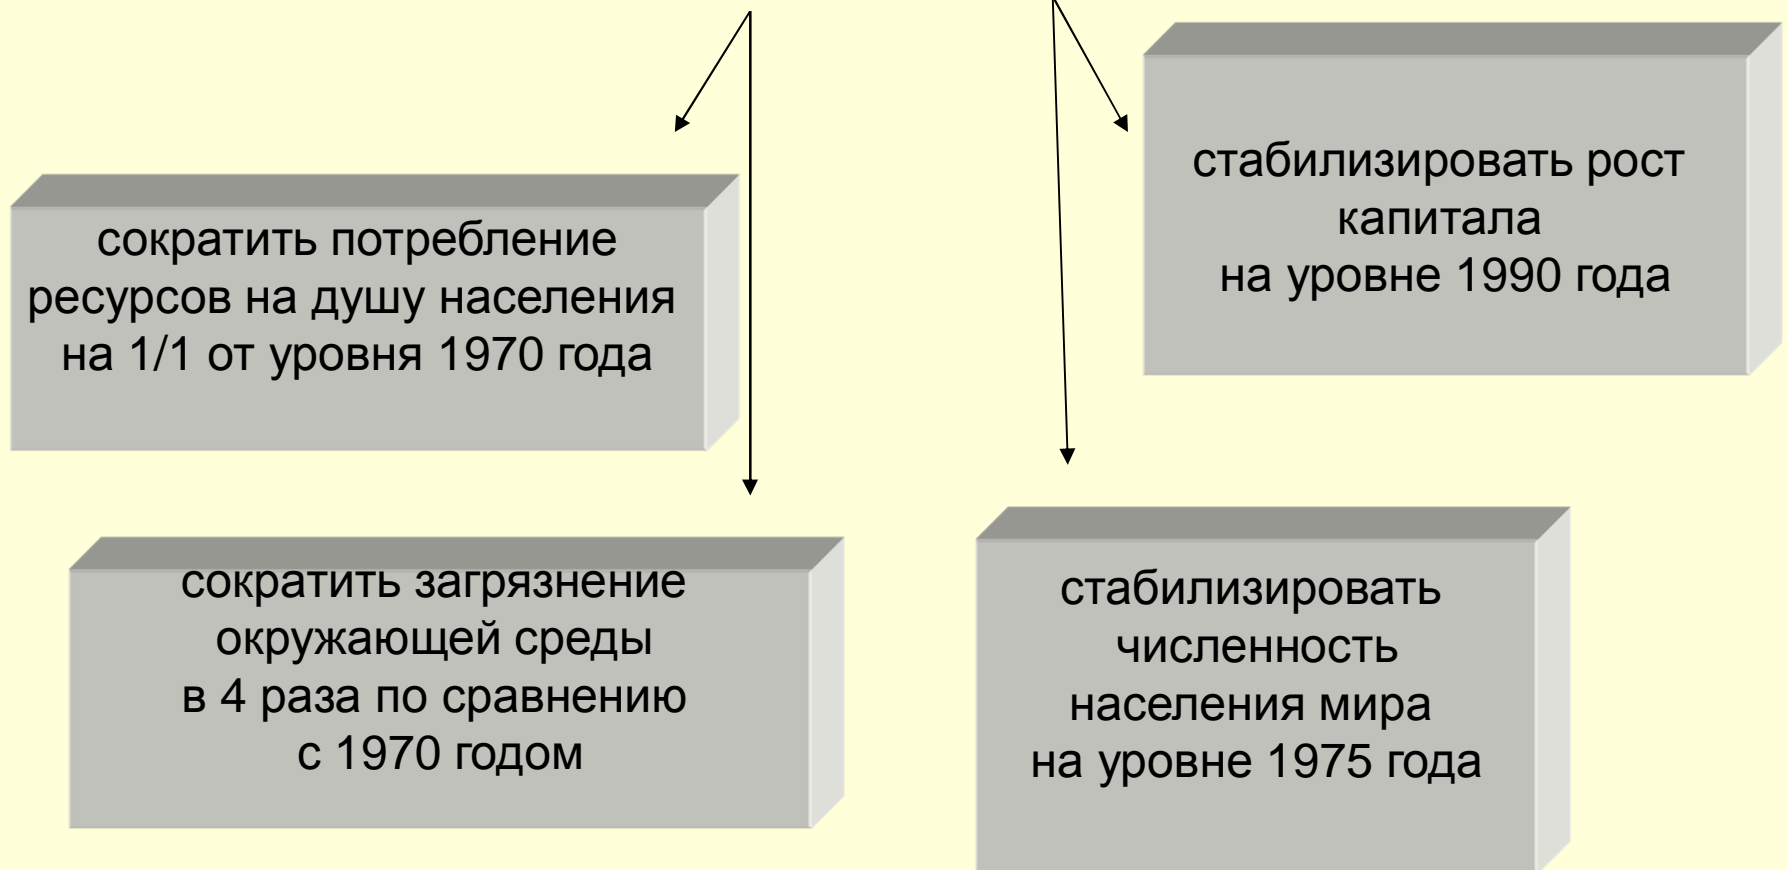 сократить потребление
ресурсов на душу населения
на 1/1 от уровня 1970 года
стабилизировать рост
капитала
на уровне 1990 года
сократить загрязнение
окружающей среды
в 4 раза по сравнению
с 1970 годом
стабилизировать
численность
населения мира
на уровне 1975 года